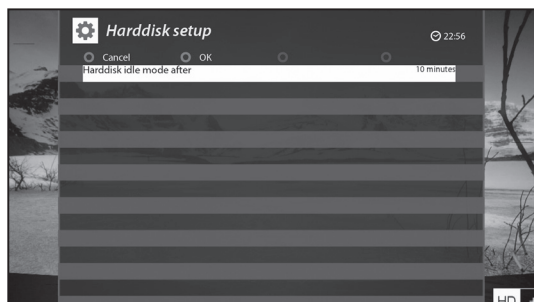 Harddisk setup
22:56
Cancel OK
Harddisk idle mode after 10 minutes
HD